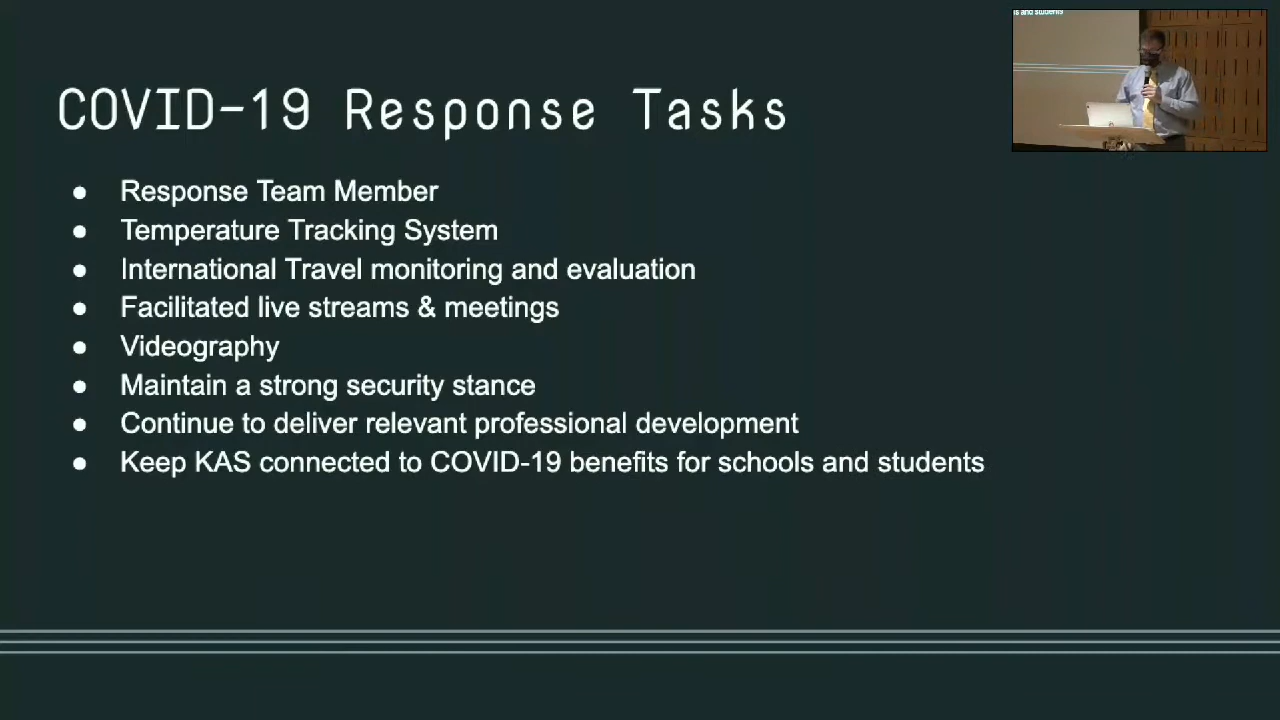 COVID-19 Response Tasks
● Response Team Member
● Temperature Tracking System
● International Travel monitoring and evaluation
● Facilitated live streams & meetings
● Videography
● Maintain a strong security stance
● Continue to deliver relevant professional development
● Keep KAS connected to COVID-19 benefits for schools and students
and students